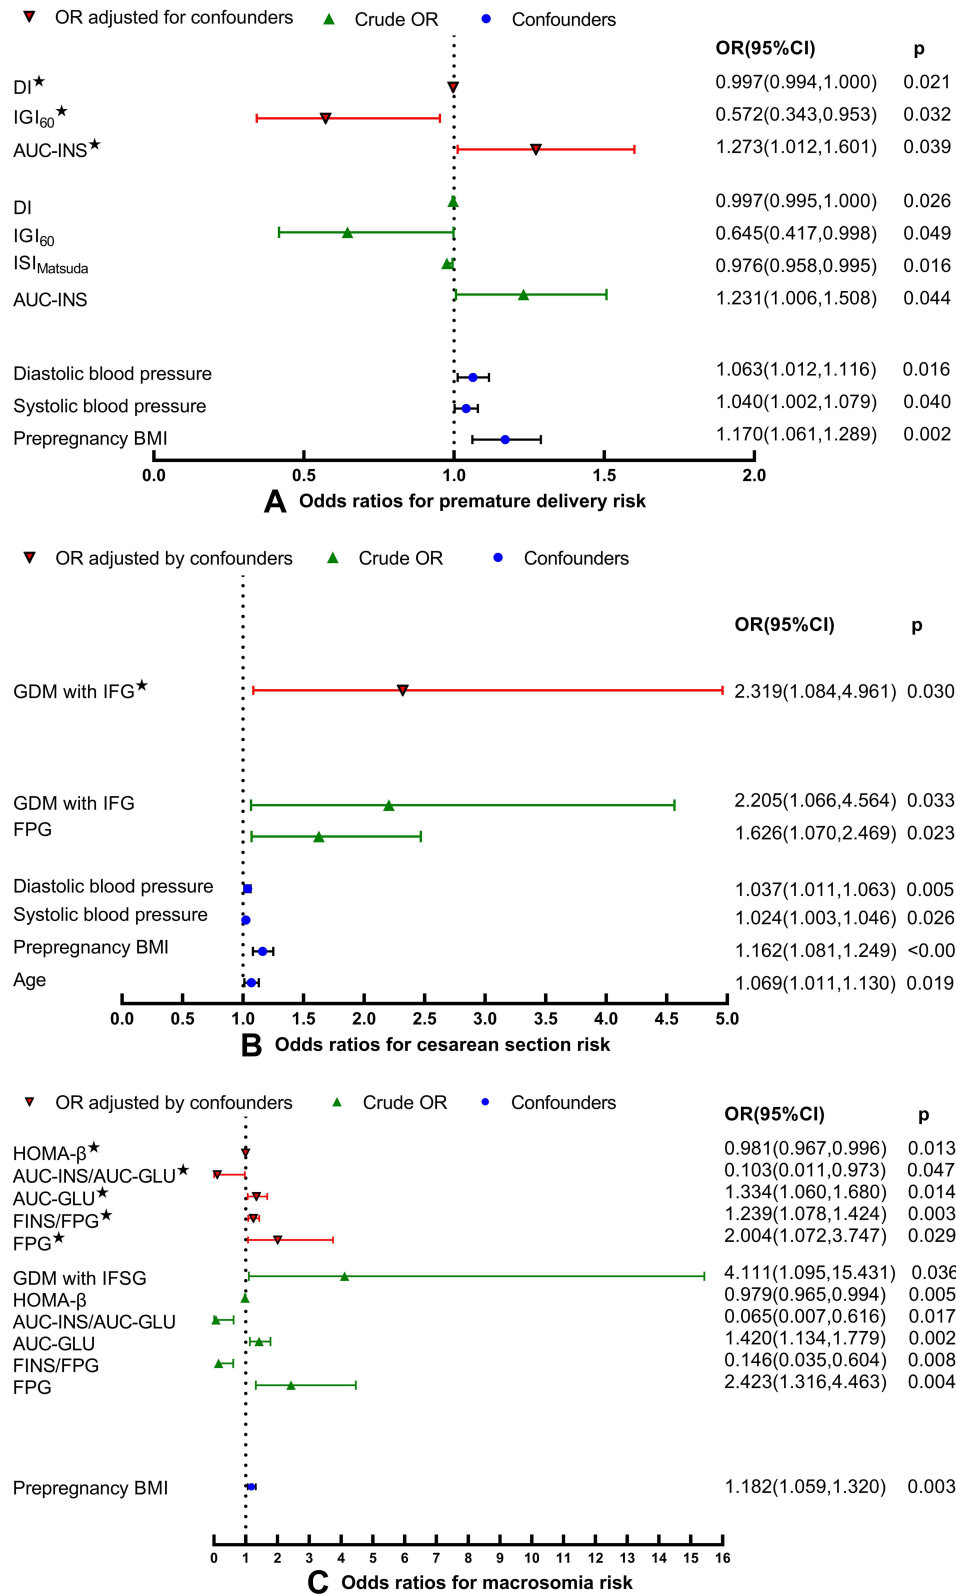 OR adjusted for confounders Crude OR Confounders
OR(95%CI) p
DI★ 0.997(0.994,1.000) 0.021
IGI60★ 0.572(0.343,0.953) 0.032
AUC-INS★ 1.273(1.012,1.601) 0.039
DI 0.997(0.995,1.000) 0.026
IGI60 0.645(0.417,0.998) 0.049
ISIMatsuda 0.976(0.958,0.995) 0.016
AUC-INS 1.231(1.006,1.508) 0.044
Diastolic blood pressure 1.063(1.012,1.116) 0.016
Systolic blood pressure 1.040(1.002,1.079) 0.040
Prepregnancy BMI 1.170(1.061,1.289) 0.002
0.0 0.5 1.0 1.5 2.0
A Odds ratios for premature delivery risk
OR adjusted by confounders Crude OR Confounders
OR(95%CI) p
GDM with IFG★ 2.319(1.084,4.961) 0.030
GDM with IFG 2.205(1.066,4.564) 0.033
FPG 1.626(1.070,2.469) 0.023
Diastolic blood pressure 1.037(1.011,1.063) 0.005
Systolic blood pressure 1.024(1.003,1.046) 0.026
Prepregnancy BMI 1.162(1.081,1.249) <0.00
Age 1.069(1.011,1.130) 0.019
0.0 0.5 1.0 1.5 2.0 2.5 3.0 3.5 4.0 4.5 5.0
B Odds ratios for cesarean section risk
OR adjusted by confounders Crude OR Confounders
OR(95%CI) p
HOMA-β★ 0.981(0.967,0.996) 0.013
AUC-INS/AUC-GLU★ 0.103(0.011,0.973) 0.047
AUC-GLU★ 1.334(1.060,1.680) 0.014
FINS/FPG★ 1.239(1.078,1.424) 0.003
FPG★ 2.004(1.072,3.747) 0.029
GDM with IFSG 4.111(1.095,15.431) 0.036
HOMA-β 0.979(0.965,0.994) 0.005
AUC-INS/AUC-GLU 0.065(0.007,0.616) 0.017
AUC-GLU 1.420(1.134,1.779) 0.002
FINS/FPG 0.146(0.035,0.604) 0.008
FPG 2.423(1.316,4.463) 0.004
Prepregnancy BMI 1.182(1.059,1.320) 0.003
0 1 2 3 4 5 6 7 8 9 10 11 12 13 14 15 16
C Odds ratios for macrosomia risk